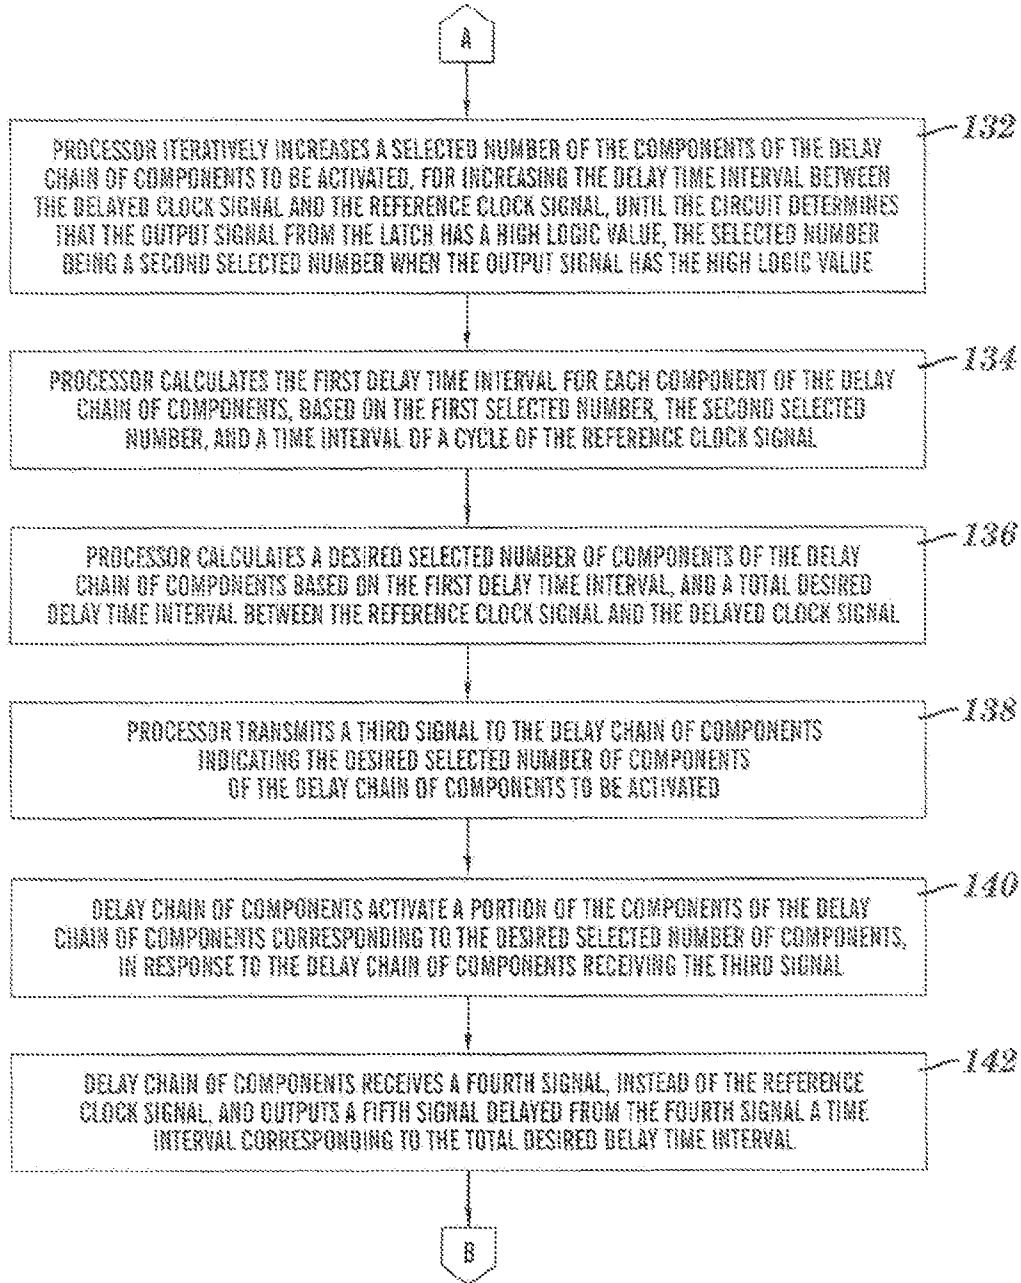 A
132
PROCESSOR ITERATIVELY INCREASES A SELECTED NUMBER OF THE COMPONENTS OF THE DELAY
CHAIN OF COMPONENTS TO BE ACTIVATED, FOR INCREASING THE DELAY TIME INTERVAL BETWEEN
THE DELAYED CLOCK SIGNAL AND THE REFERENCE CLOCK SIGNAL, UNTIL THE CIRCUIT DETERMINES
THAT THE OUTPUT SIGNAL FROM THE LATCH HAS A HIGH LOGIC VALUE, THE SELECTED NUMBER
BEING A SECOND SELECTED NUMBER WHEN THE OUTPUT SIGNAL HAS THE HIGH LOGIC VALUE
134
PROCESSOR CALCULATES THE FIRST DELAY TIME INTERVAL FOR EACH COMPONENT OF THE DELAY
CHAIN OF COMPONENTS, BASED ON THE FIRST SELECTED NUMBER, THE SECOND SELECTED
NUMBER, AND A TIME INTERVAL OF A CYCLE OF THE REFERENCE CLOCK SIGNAL
136
PROCESSOR CALCULATES A DESIRED SELECTED NUMBER OF COMPONENTS OF THE DELAY
CHAIN OF COMPONENTS BASED ON THE FIRST DELAY TIME INTERVAL, AND A TOTAL DESIRED
DELAY TIME INTERVAL BETWEEN THE REFERENCE CLOCK SIGNAL AND THE DELAYED CLOCK SIGNAL
138
PROCESSOR TRANSMITS A THIRD SIGNAL TO THE DELAY CHAIN OF COMPONENTS
INDICATING THE DESIRED SELECTED NUMBER OF COMPONENTS
OF THE DELAY CHAIN OF COMPONENTS TO BE ACTIVATED
140
DELAY CHAIN OF COMPONENTS ACTIVATE A PORTION OF THE COMPONENTS OF THE DELAY
CHAIN OF COMPONENTS CORRESPONDING TO THE DESIRED SELECTED NUMBER OF COMPONENTS,
IN RESPONSE TO THE DELAY CHAIN OF COMPONENTS RECEIVING THE THIRD SIGNAL
142
DELAY CHAIN OF COMPONENTS RECEIVES A FOURTH SIGNAL, INSTEAD OF THE REFERENCE
CLOCK SIGNAL, AND OUTPUTS A FIFTH SIGNAL DELAYED FROM THE FOURTH SIGNAL A TIME
INTERVAL CORRESPONDING TO THE TOTAL DESIRED DELAY TIME INTERVAL
B